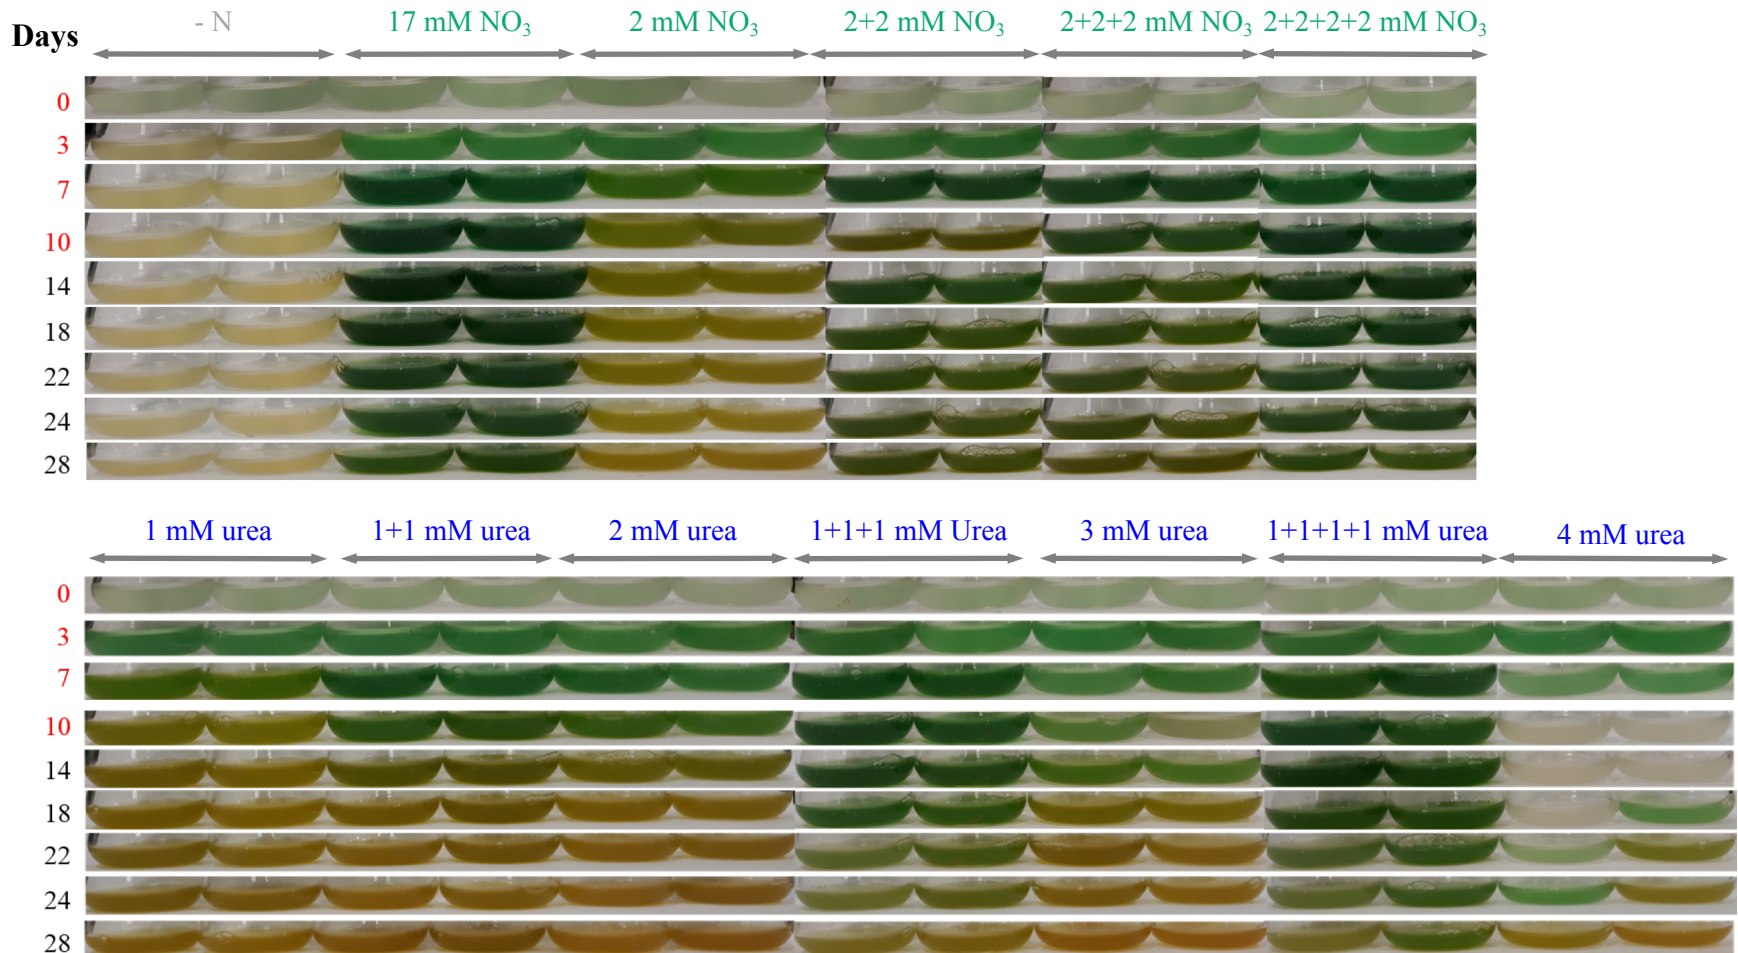 Days
- N
17 mM NO₃
2 mM NO₃
2+2 mM NO₃
2+2+2 mM NO₃
2+2+2+2 mM NO₃
0
3
7
10
14
18
22
24
28
1 mM urea
1+1 mM urea
2 mM urea
1+1+1 mM Urea
3 mM urea
1+1+1+1 mM urea
4 mM urea
0
3
7
10
14
18
22
24
28